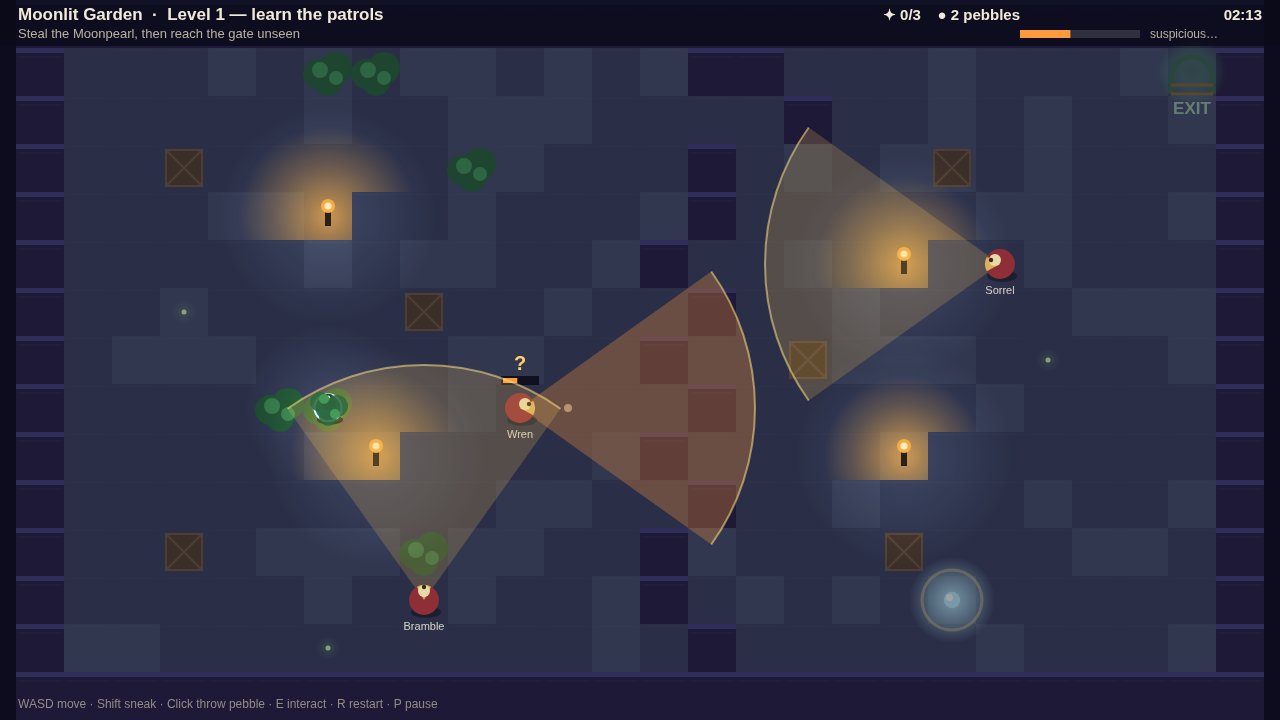 Moonlit Garden · Level 1 — learn the patrols
✦ 0/3 ● 2 pebbles
02:13
Steal the Moonpearl, then reach the gate unseen
suspicious…
EXIT
Sorrel
?
Wren
Bramble
WASD move · Shift sneak · Click throw pebble · E interact · R restart · P pause